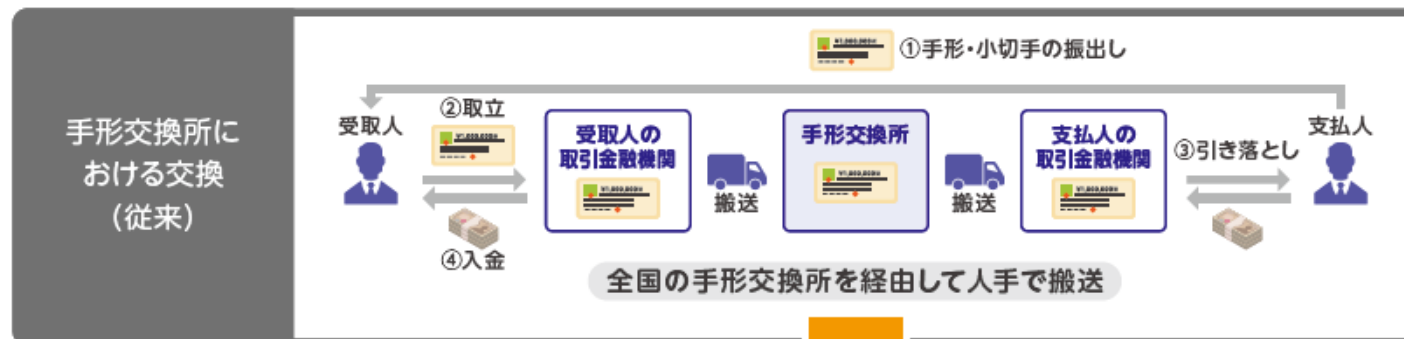 手形交換所に
おける交換
（従来）
①手形・小切手の振出し
受取人
②取立
④入金
受取人の
取引金融機関
搬送
手形交換所
搬送
支払人の
取引金融機関
③引き落とし
支払人
全国の手形交換所を経由して人手で搬送